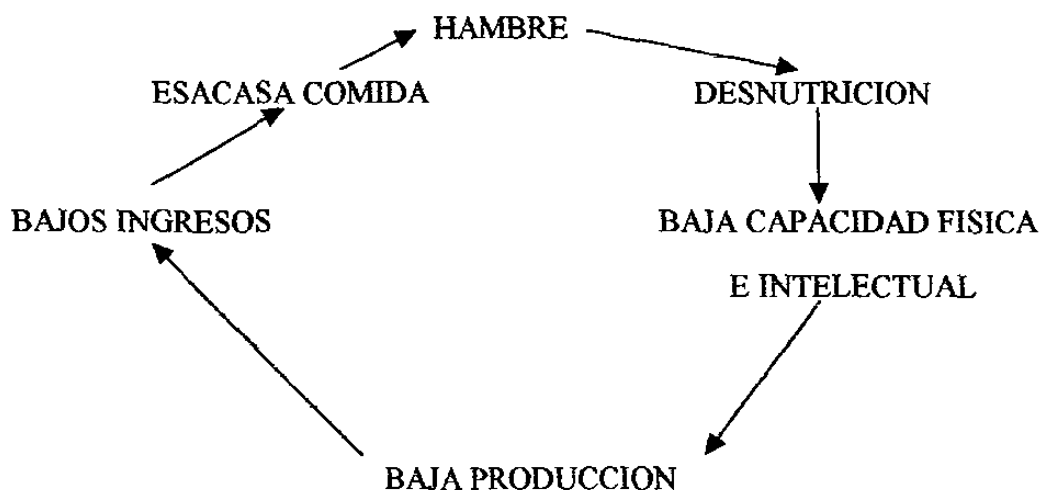 HAMBRE
ESACASA COMIDA
DESNUTRICION
BAJOS INGRESOS
BAJA CAPACIDAD FISICA
E INTELECTUAL
BAJA PRODUCCION